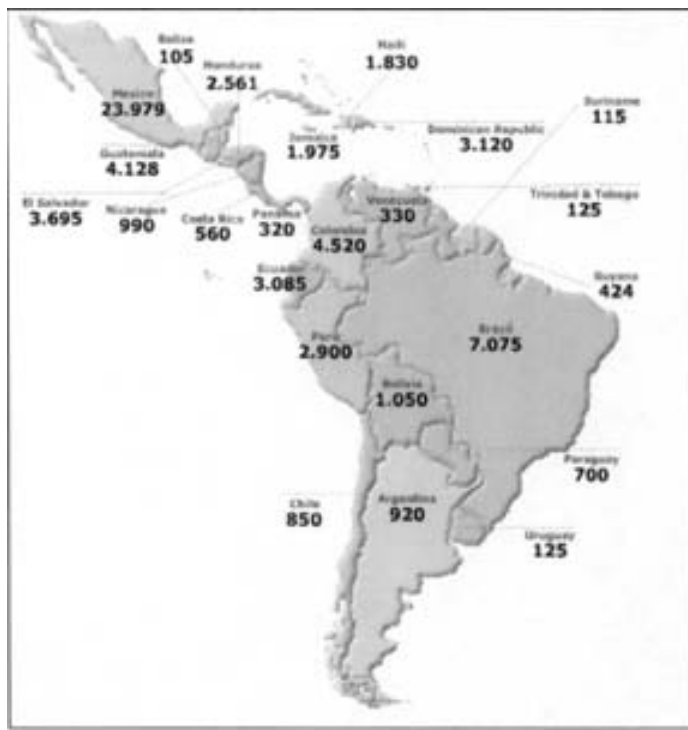 Belize
105
Haiti
1.830
Honduras
2.561
Mexico
23.979
Suriname
115
Jamaica
1.975
Dominican Republic
3.120
Guatemala
4.128
El Salvador
3.695
Nicaragua
990
Costa Rica
560
Panama
320
Venezuela
330
Trinidad & Tobago
125
Colombia
4.520
Ecuador
3.085
Guyana
424
Peru
2.900
Brazil
7.075
Bolivia
1.050
Paraguay
700
Chile
850
Argentina
920
Uruguay
125